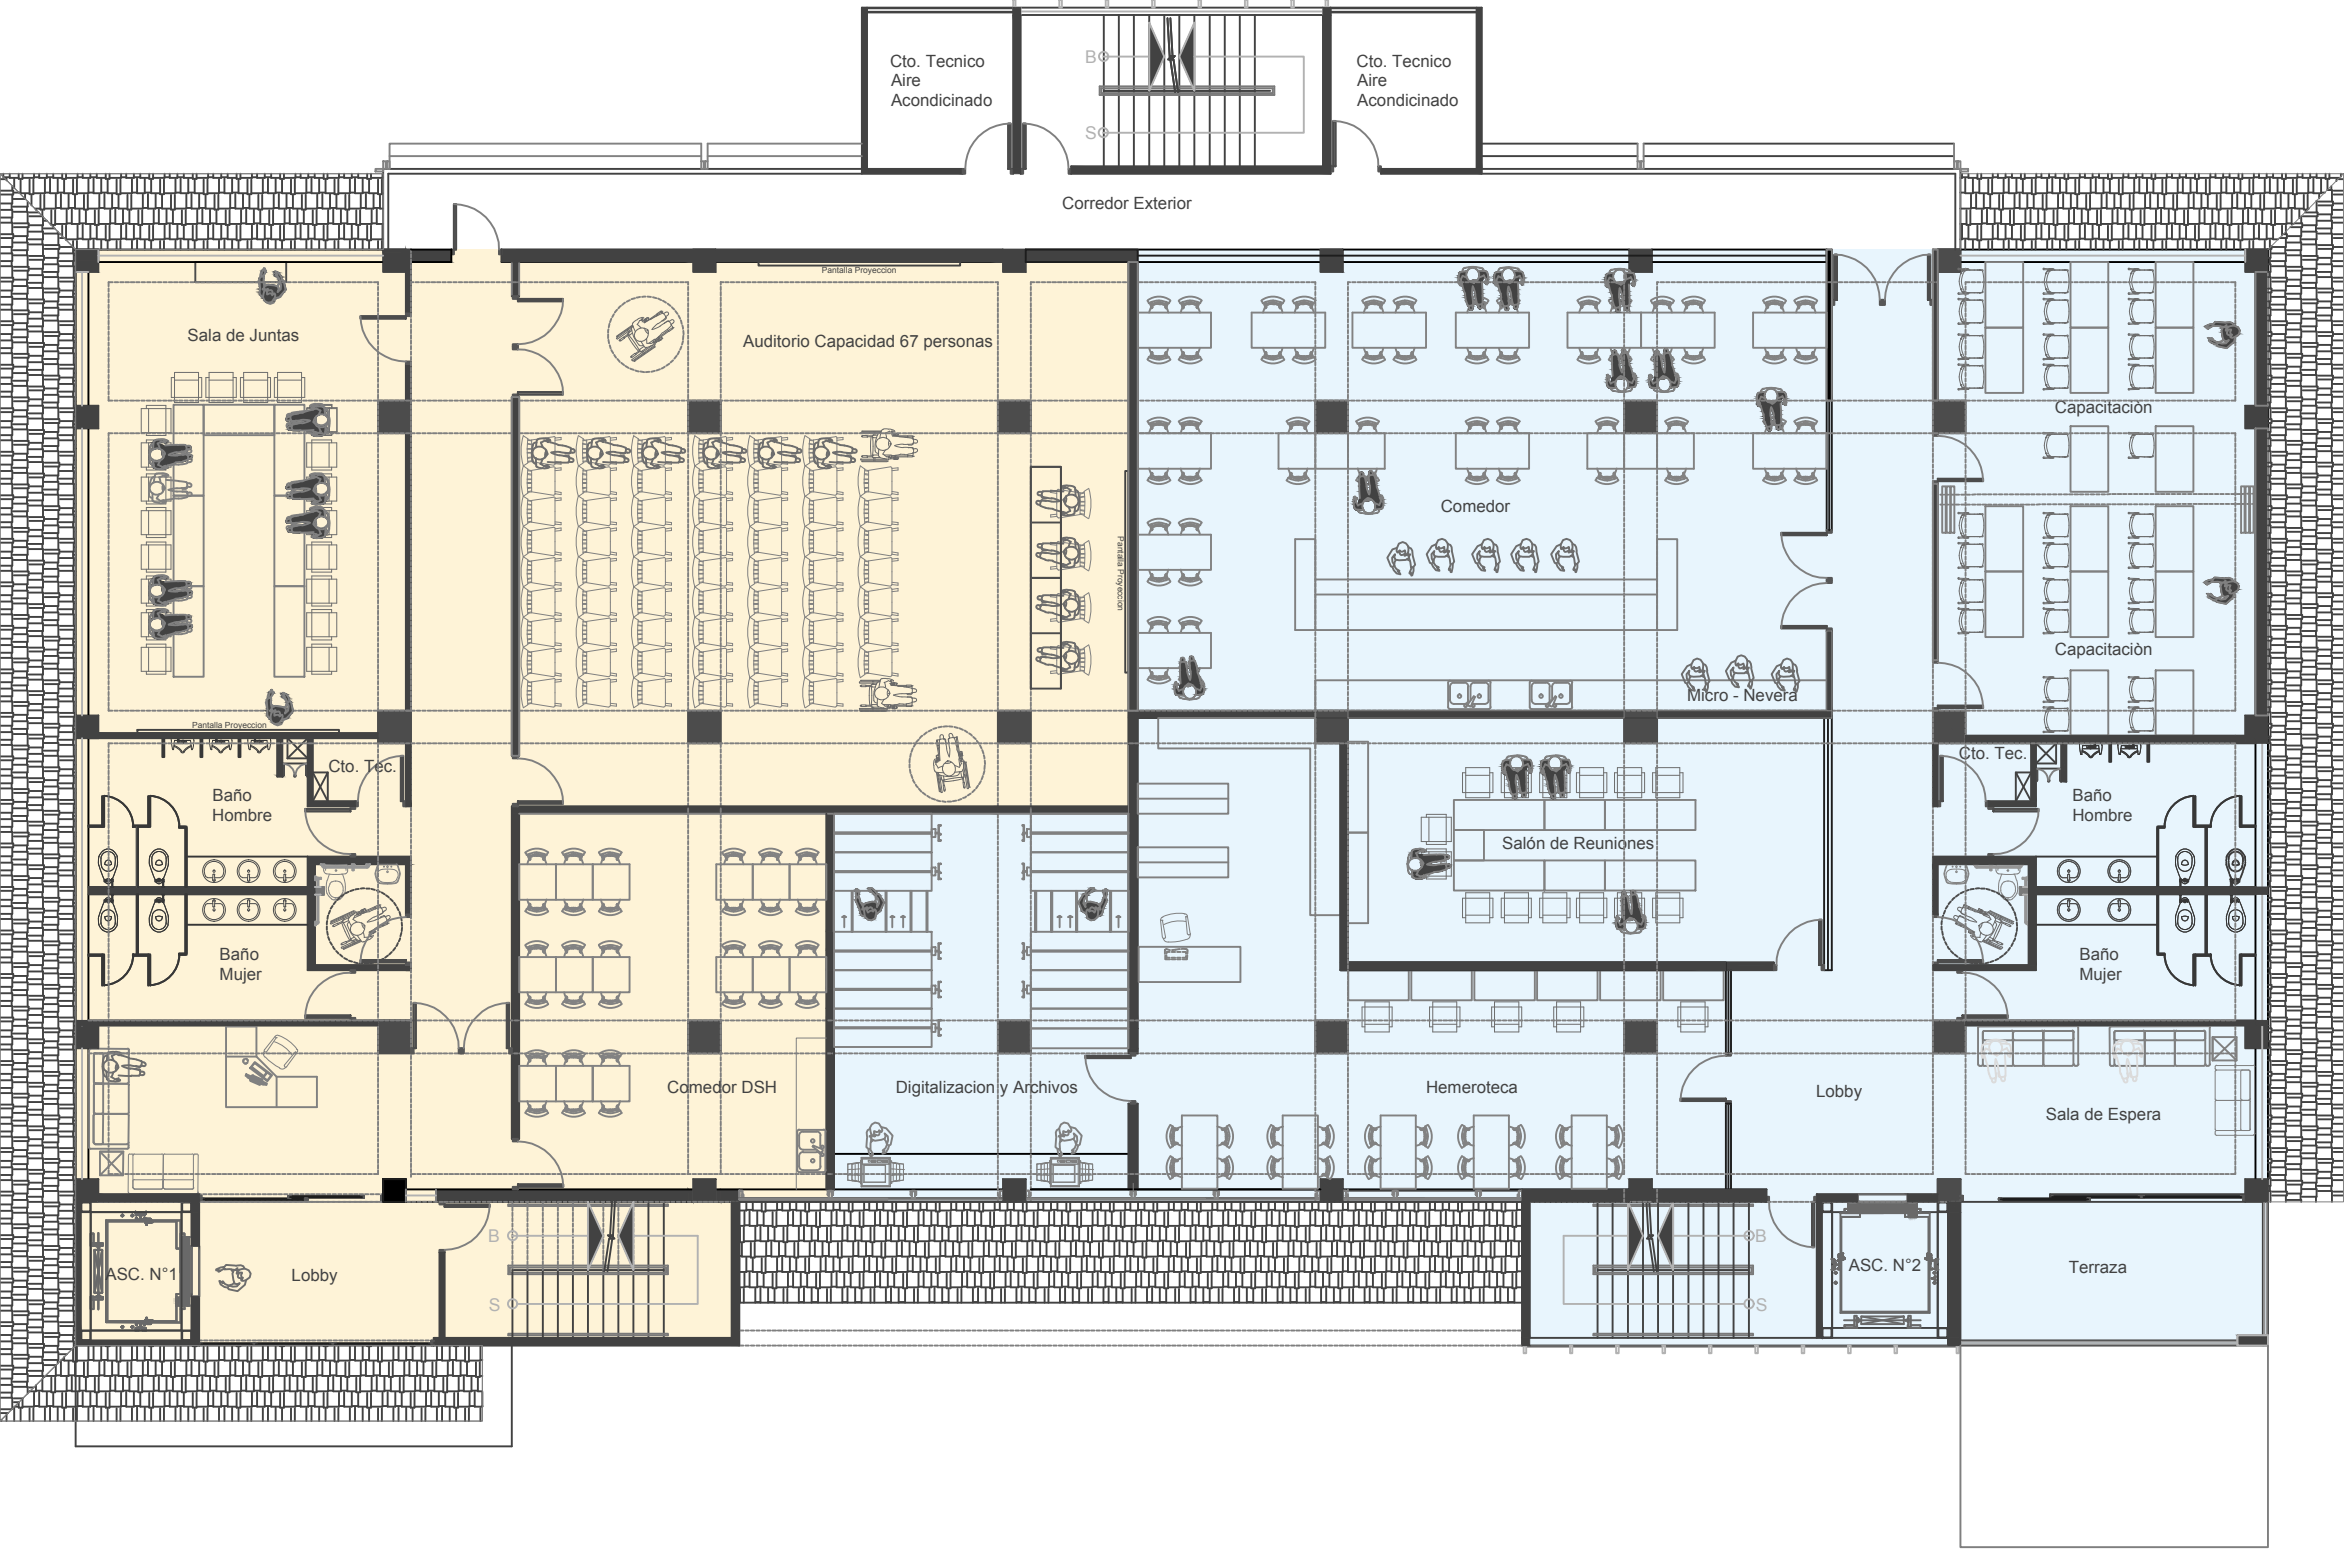 Cto. Tecnico
Aire
Acondicinado
B
S
Cto. Tecnico
Aire
Acondicinado
Corredor Exterior
Pantalla Proyeccion
Sala de Juntas
Auditorio Capacidad 67 personas
Capacitaciòn
Comedor
Pantalla Proyeccion
Capacitaciòn
Micro - Nevera
Pantalla Proyeccion
Cto. Tec.
Cto. Tec.
Baño
Hombre
Baño
Hombre
Salón de Reuniones
Baño
Mujer
Baño
Mujer
Comedor DSH
Digitalizacion y Archivos
Hemeroteca
Lobby
Sala de Espera
B
S
ASC. N°1
Lobby
B
S
ASC. N°2
Terraza